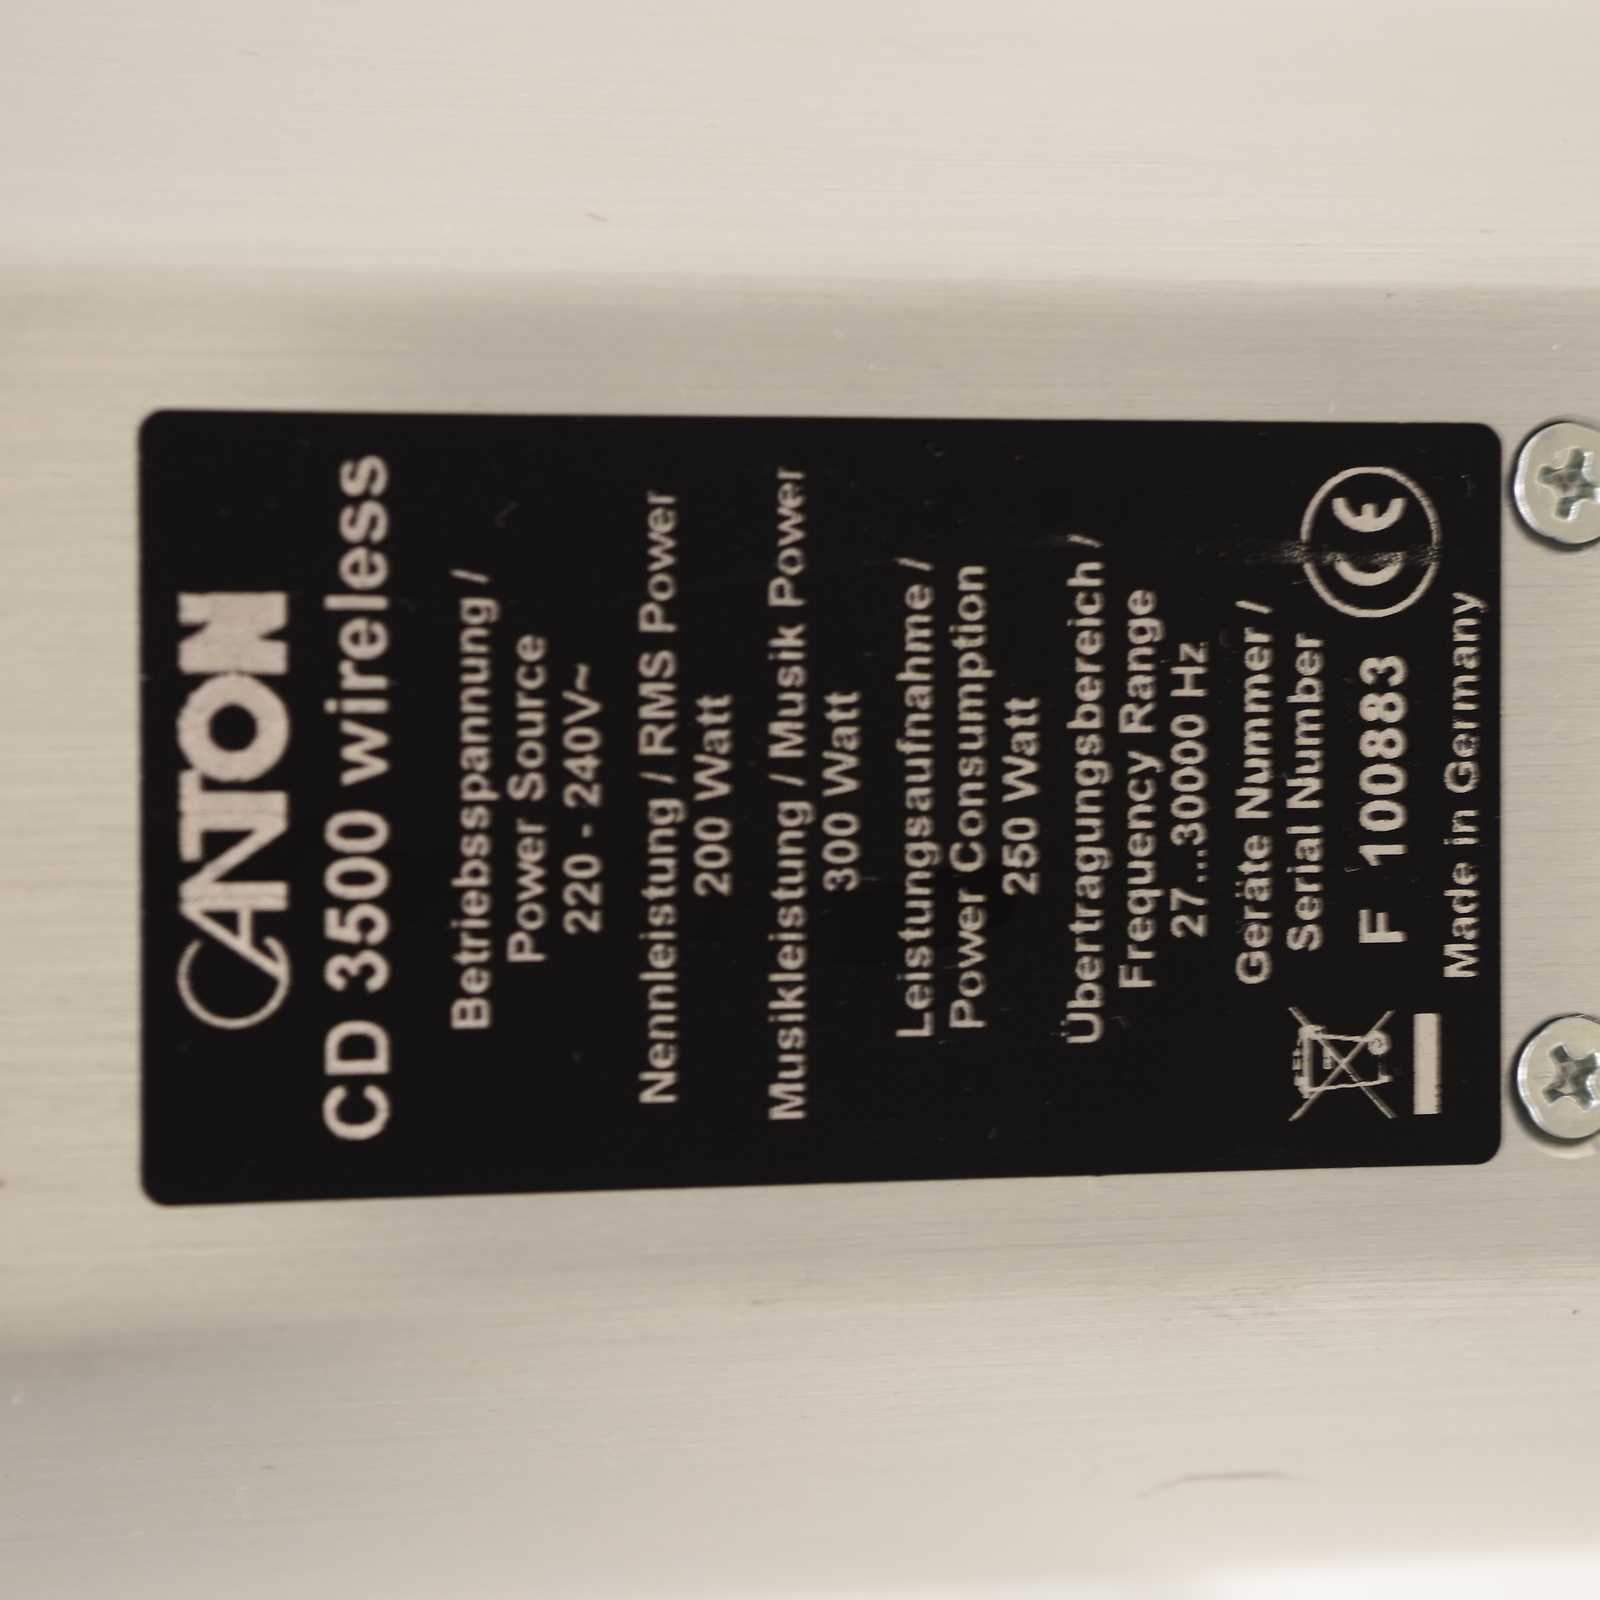 CANTON
CD 3500 wireless
Betriebsspannung /
Power Source
220 - 240V~
Nennleistung / RMS Power
200 Watt
Musikleistung / Musik Power
300 Watt
Leistungsaufnahme /
Power Consumption
250 Watt
Übertragungsbereich /
Frequency Range
27...30000 Hz
Geräte Nummer /
Serial Number
F 100883
CE
Made in Germany